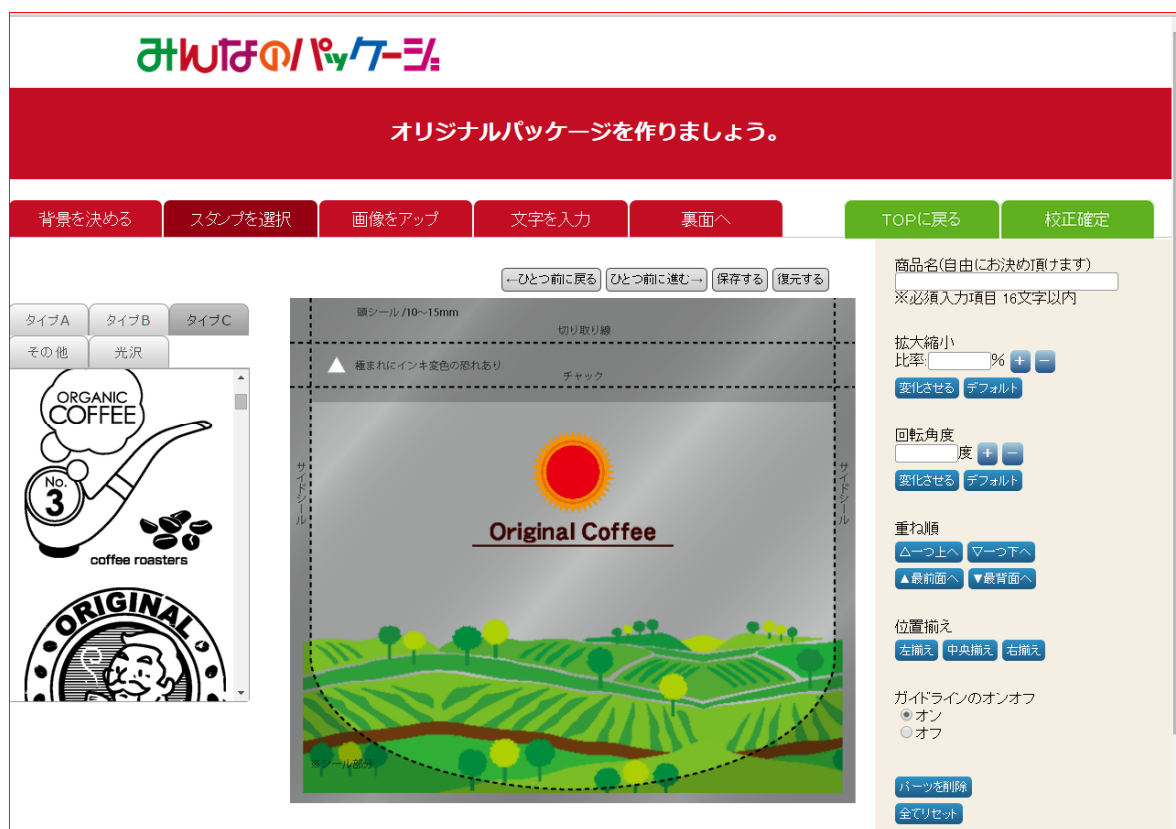 みんなのパッケージ
オリジナルパッケージを作りましょう。
背景を決める
スタンプを選択
画像をアップ
文字を入力
裏面へ
TOPに戻る
校正確定
←ひとつ前に戻る
ひとつ前に進む→
保存する
復元する
タイプA
タイプB
タイプC
その他
光沢
ORGANIC
COFFEE
No.
3
coffee roasters
ORIGINAL
頭シール /10〜15mm
切り取り線
極まれにインキ変色の恐れあり
チャック
サイドシール
サイドシール
Original Coffee
※シール部分
商品名(自由にお決め頂けます)
※必須入力項目 16文字以内
拡大縮小
比率: % + −
変化させる
デフォルト
回転角度
度 + −
変化させる
デフォルト
重ね順
△一つ上へ
▽一つ下へ
▲最前面へ
▼最背面へ
位置揃え
左揃え
中央揃え
右揃え
ガイドラインのオンオフ
オン
オフ
パーツを削除
全てリセット